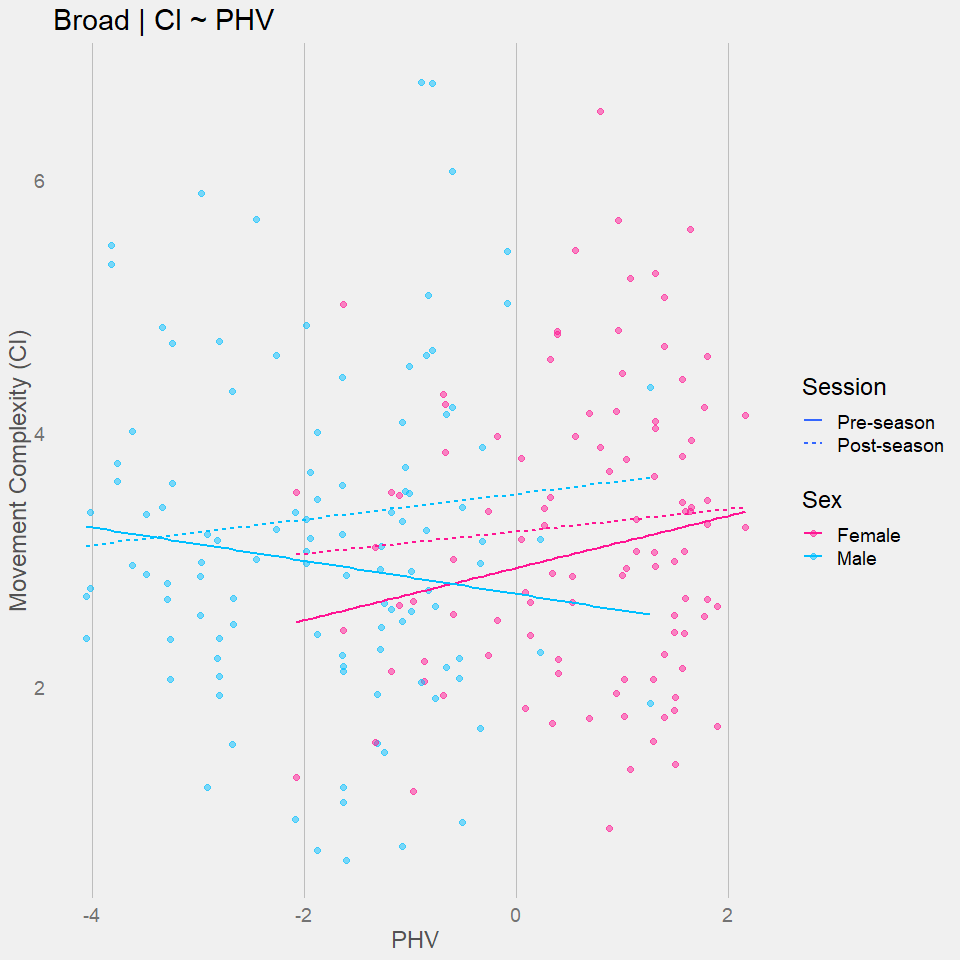 Broad | CI ~ PHV
Movement Complexity (CI)
6
4
2
-4
-2
0
2
PHV
Session
Pre-season
Post-season
Sex
Female
Male